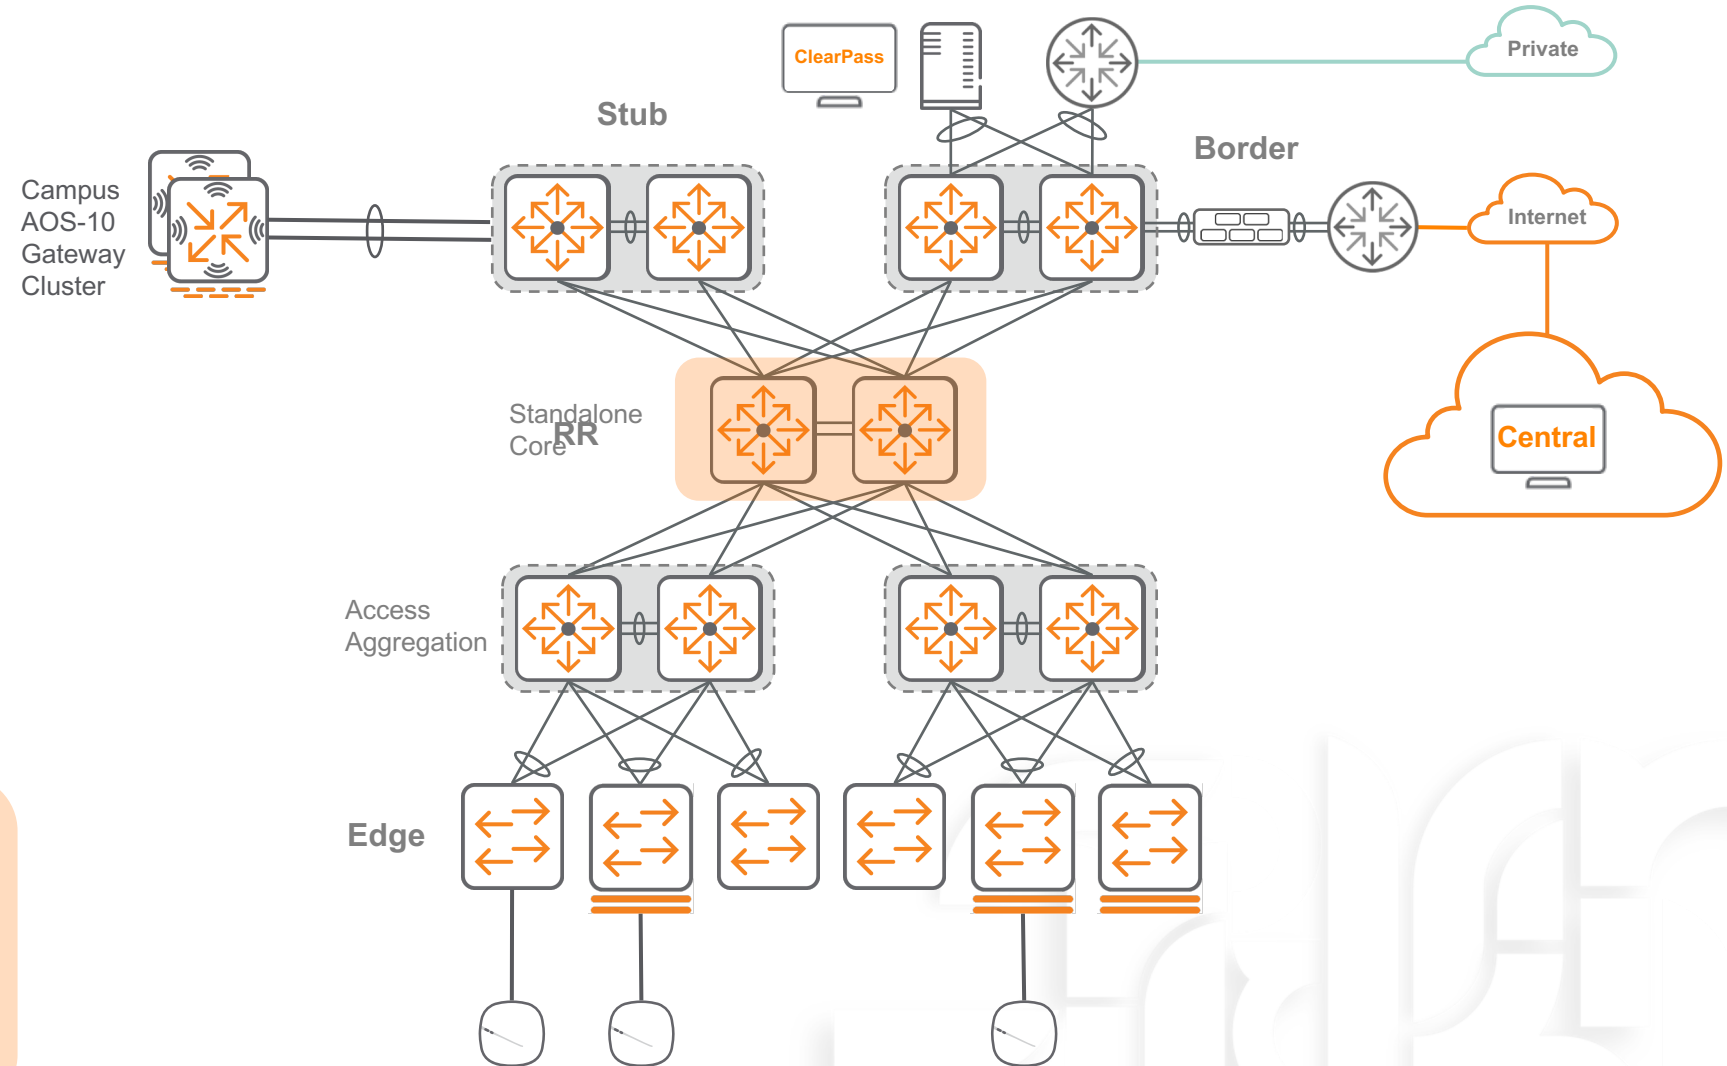 ClearPass
Private
Stub
Border
Campus
AOS-10
Gateway
Cluster
Internet
Standalone
Core
RR
Central
Access
Aggregation
Edge